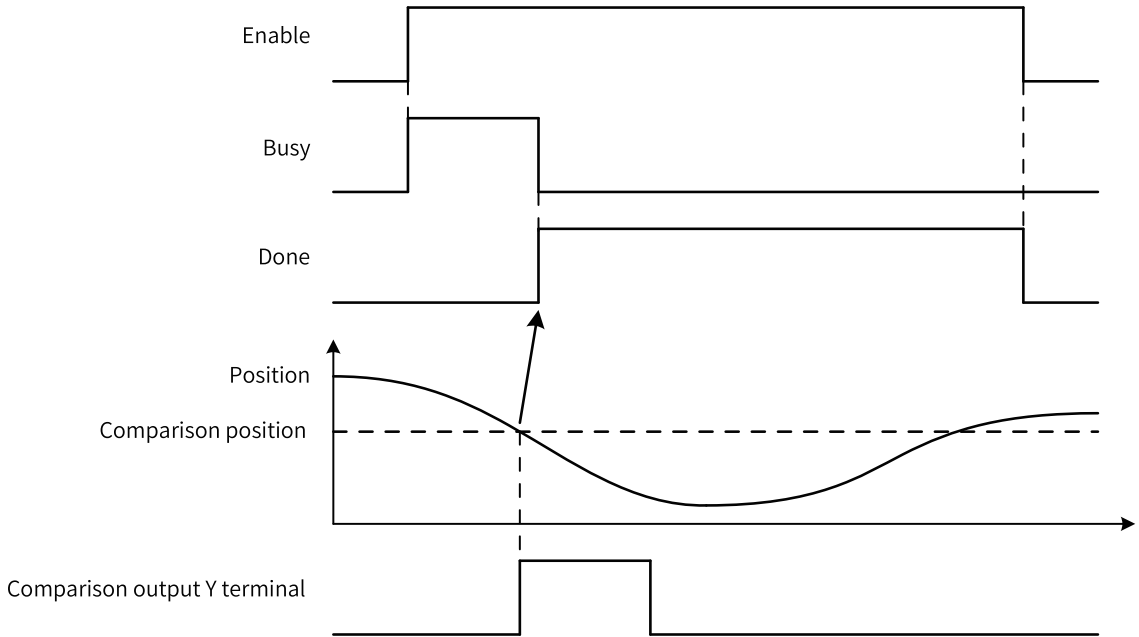 Enable
Busy
Done
Position
Comparison position
Comparison output Y terminal